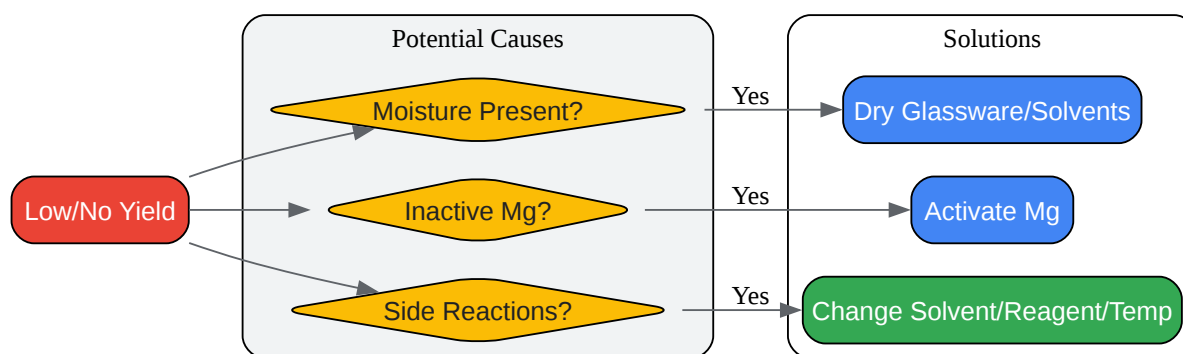 Potential Causes
Solutions
Moisture Present?
Yes
Dry Glassware/Solvents
Low/No Yield
Inactive Mg?
Yes
Activate Mg
Side Reactions?
Yes
Change Solvent/Reagent/Temp